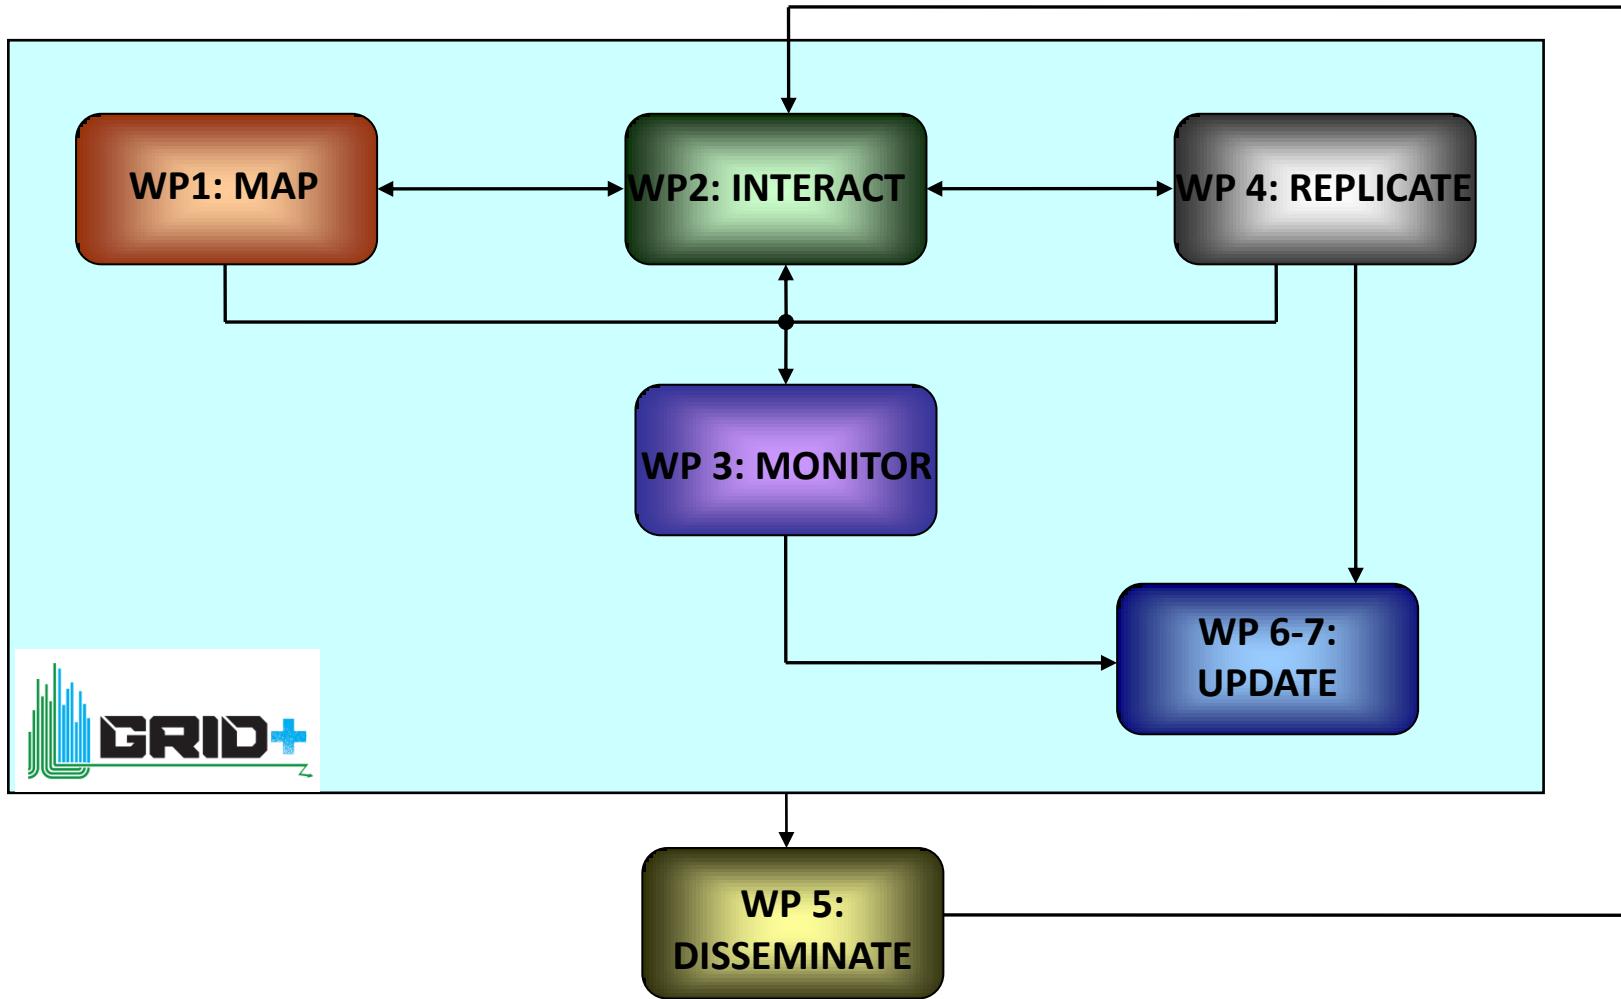 WP1: MAP
WP2: INTERACT
WP 4: REPLICATE
WP 3: MONITOR
WP 6-7:
UPDATE
GRID+
WP 5:
DISSEMINATE